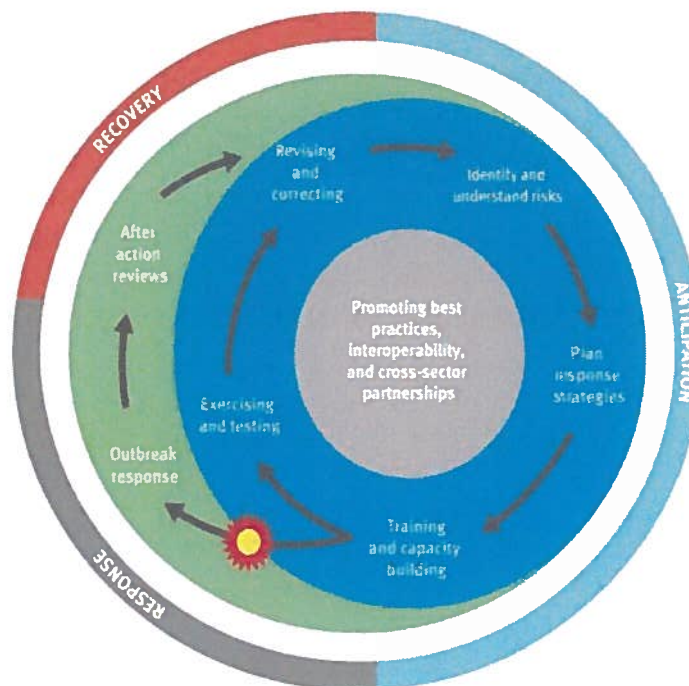 RECOVERY
ANTICIPATION
RESPONSE
Revising
and
correcting
Identify and
understand risks
After
action
reviews
Promoting best
practices,
interoperability,
and cross-sector
partnerships
Plan
response
strategies
Exercising
and testing
Outbreak
response
Training
and capacity
building